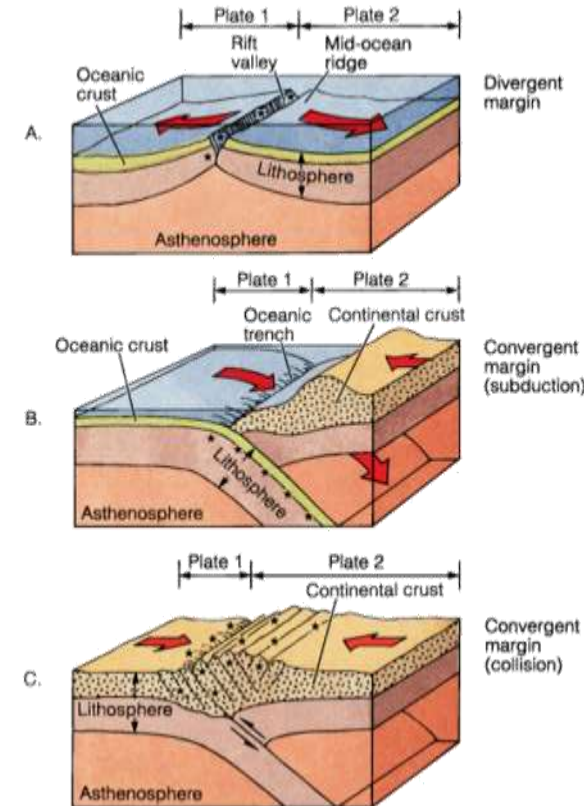 Plate 1 Plate 2
Rift
valley
Mid-ocean
ridge
Oceanic
crust
Divergent
margin
A.
Lithosphere
Asthenosphere
Plate 1 Plate 2
Oceanic
trench
Continental crust
Oceanic crust
Convergent
margin
(subduction)
B.
Lithosphere
Asthenosphere
Plate 1 Plate 2
Continental crust
Convergent
margin
(collision)
C.
Lithosphere
Asthenosphere